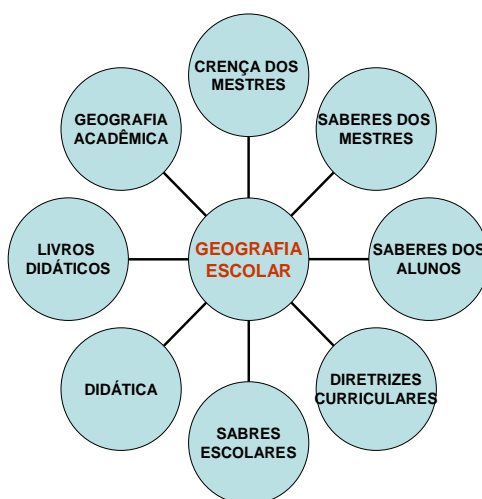 CRENÇA DOS
MESTRES
GEOGRAFIA
ACADÊMICA
SABERES DOS
MESTRES
LIVROS
DIDÁTICOS
GEOGRAFIA
ESCOLAR
SABERES DOS
ALUNOS
DIDÁTICA
DIRETRIZES
CURRICULARES
SABRES
ESCOLARES